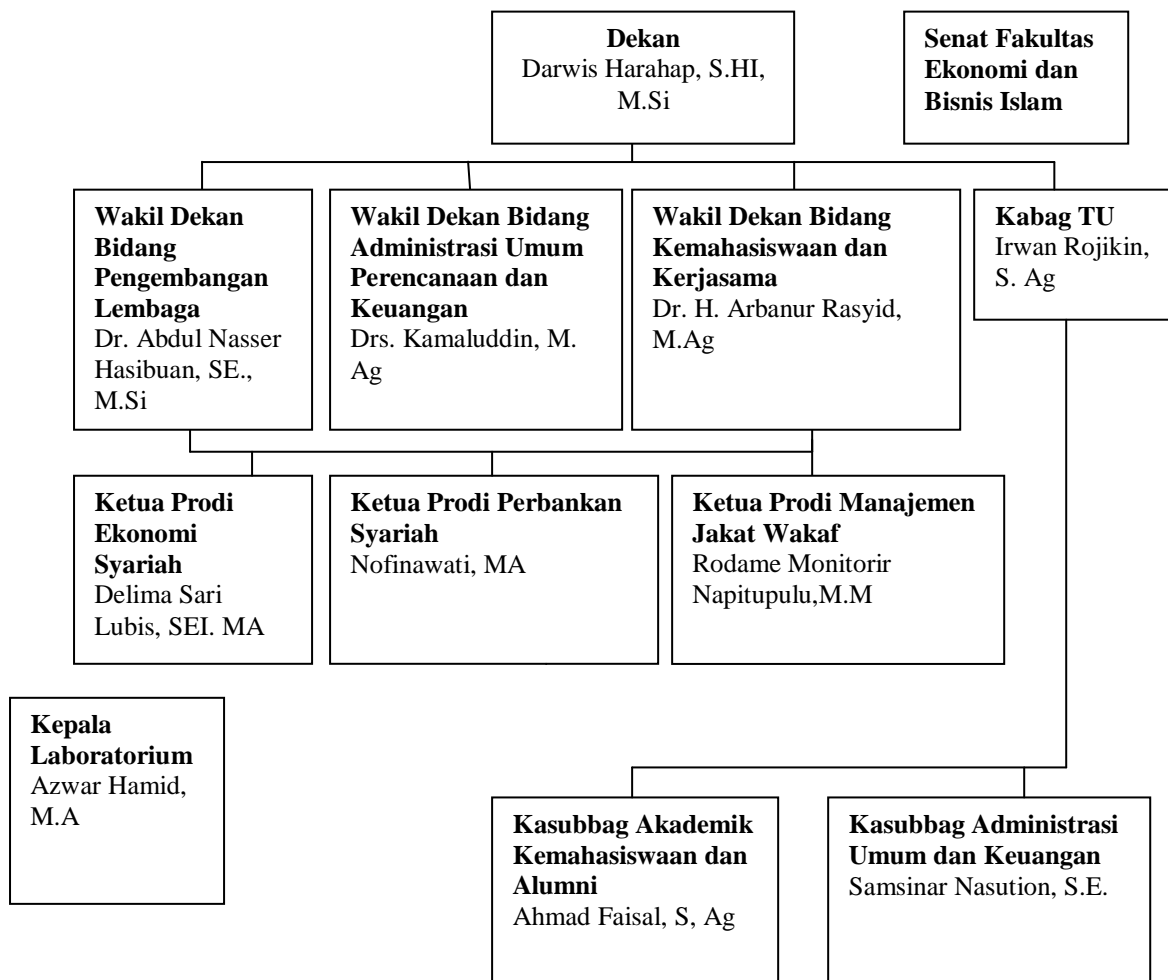 Dekan
Darwis Harahap, S.HI,
M.Si
Senat Fakultas
Ekonomi dan
Bisnis Islam
Wakil Dekan
Bidang
Pengembangan
Lembaga
Dr. Abdul Nasser
Hasibuan, SE.,
M.Si
Wakil Dekan Bidang
Administrasi Umum
Perencanaan dan
Keuangan
Drs. Kamaluddin, M.
Ag
Wakil Dekan Bidang
Kemahasiswaan dan
Kerjasama
Dr. H. Arbanur Rasyid,
M.Ag
Kabag TU
Irwan Rojikin,
S. Ag
Ketua Prodi
Ekonomi
Syariah
Delima Sari
Lubis, SEI. MA
Ketua Prodi Perbankan
Syariah
Nofinawati, MA
Ketua Prodi Manajemen
Jakat Wakaf
Rodame Monitorir
Napitupulu,M.M
Kepala
Laboratorium
Azwar Hamid,
M.A
Kasubbag Akademik
Kemahasiswaan dan
Alumni
Ahmad Faisal, S, Ag
Kasubbag Administrasi
Umum dan Keuangan
Samsinar Nasution, S.E.